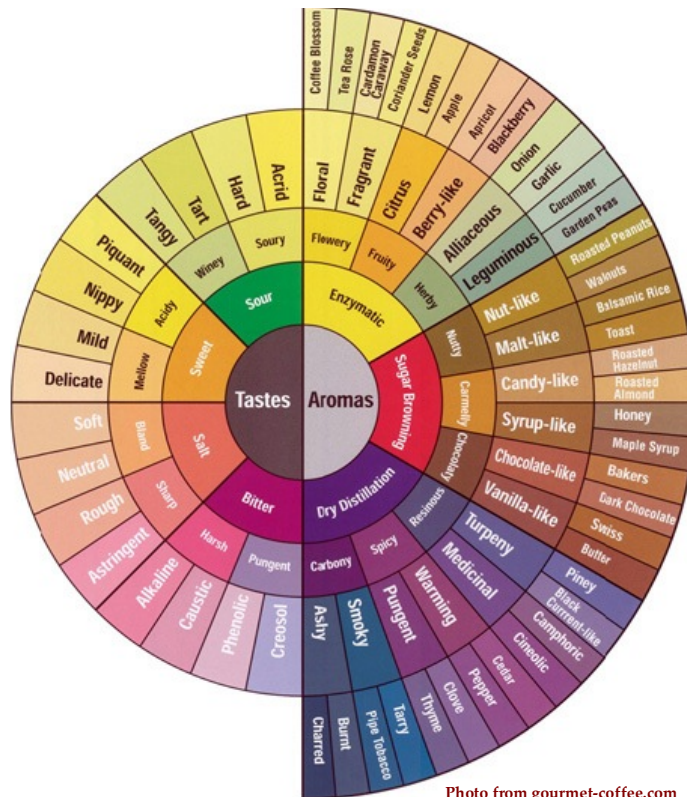 Tastes
Aromas
Sour
Sweet
Salt
Bitter
Soury
Winey
Acidy
Mellow
Bland
Sharp
Harsh
Pungent
Acrid
Hard
Tart
Tangy
Piquant
Nippy
Mild
Delicate
Soft
Neutral
Rough
Astringent
Alkaline
Caustic
Phenolic
Creosol
Enzymatic
Sugar Browning
Dry Distillation
Flowery
Fruity
Herby
Nutty
Carmelly
Chocolaty
Resinous
Spicy
Carbony
Floral
Fragrant
Citrus
Berry-like
Alliaceous
Leguminous
Nut-like
Malt-like
Candy-like
Syrup-like
Chocolate-like
Vanilla-like
Turpeny
Medicinal
Warming
Pungent
Smoky
Ashy
Coffee Blossom
Tea Rose
Cardamon
Caraway
Coriander Seeds
Lemon
Apple
Apricol
Blackberry
Onion
Garlic
Cucumber
Garden Peas
Roasted Peanuts
Walnuts
Balsamic Rice
Toast
Roasted
Hazelnut
Roasted
Almond
Honey
Maple Syrup
Bakers
Dark Chocolate
Swiss
Butter
Piney
Black
Currrent-like
Camphoric
Cineolic
Cedar
Pepper
Clove
Thyme
Tarry
Pipe Tobacco
Burnt
Charred
Photo from gourmet-coffee.com